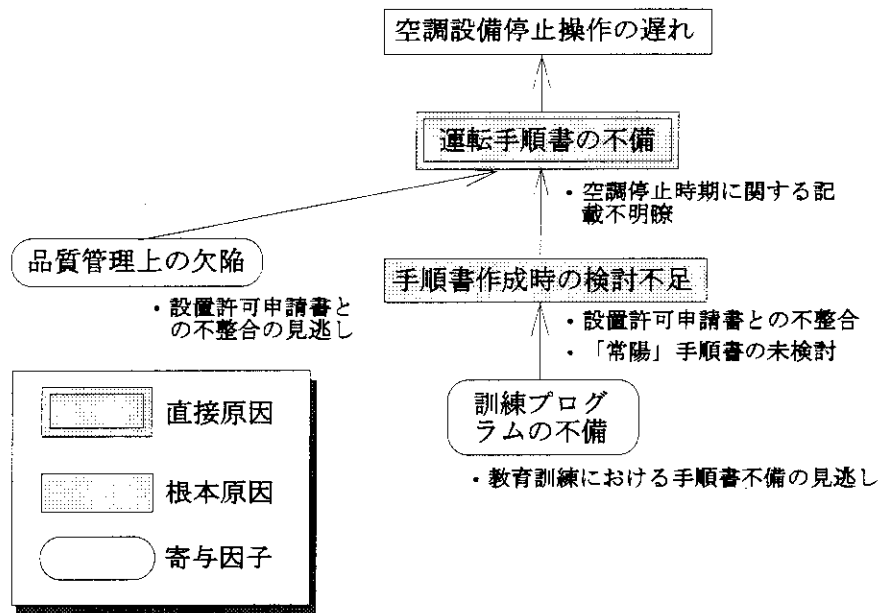 空調設備停止操作の遅れ
運転手順書の不備
・空調停止時期に関する記
載不明瞭
品質管理上の欠陥
・設置許可申請書と
の不整合の見逃し
手順書作成時の検討不足
・設置許可申請書との不整合
・「常陽」手順書の未検討
訓練プログ
ラムの不備
・教育訓練における手順書不備の見逃し
直接原因
根本原因
寄与因子